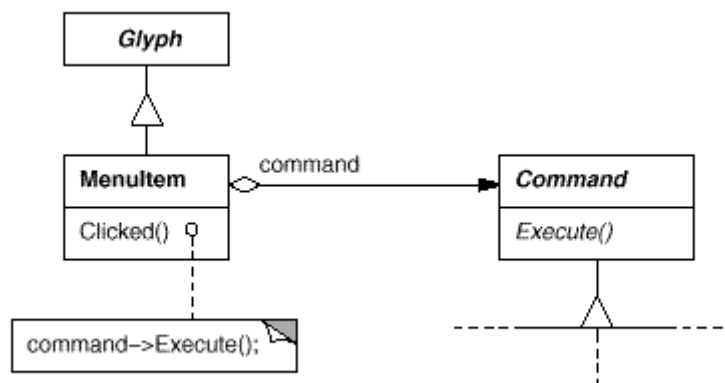 Glyph
MenuItem
command
Command
Clicked()
Execute()
command–>Execute();